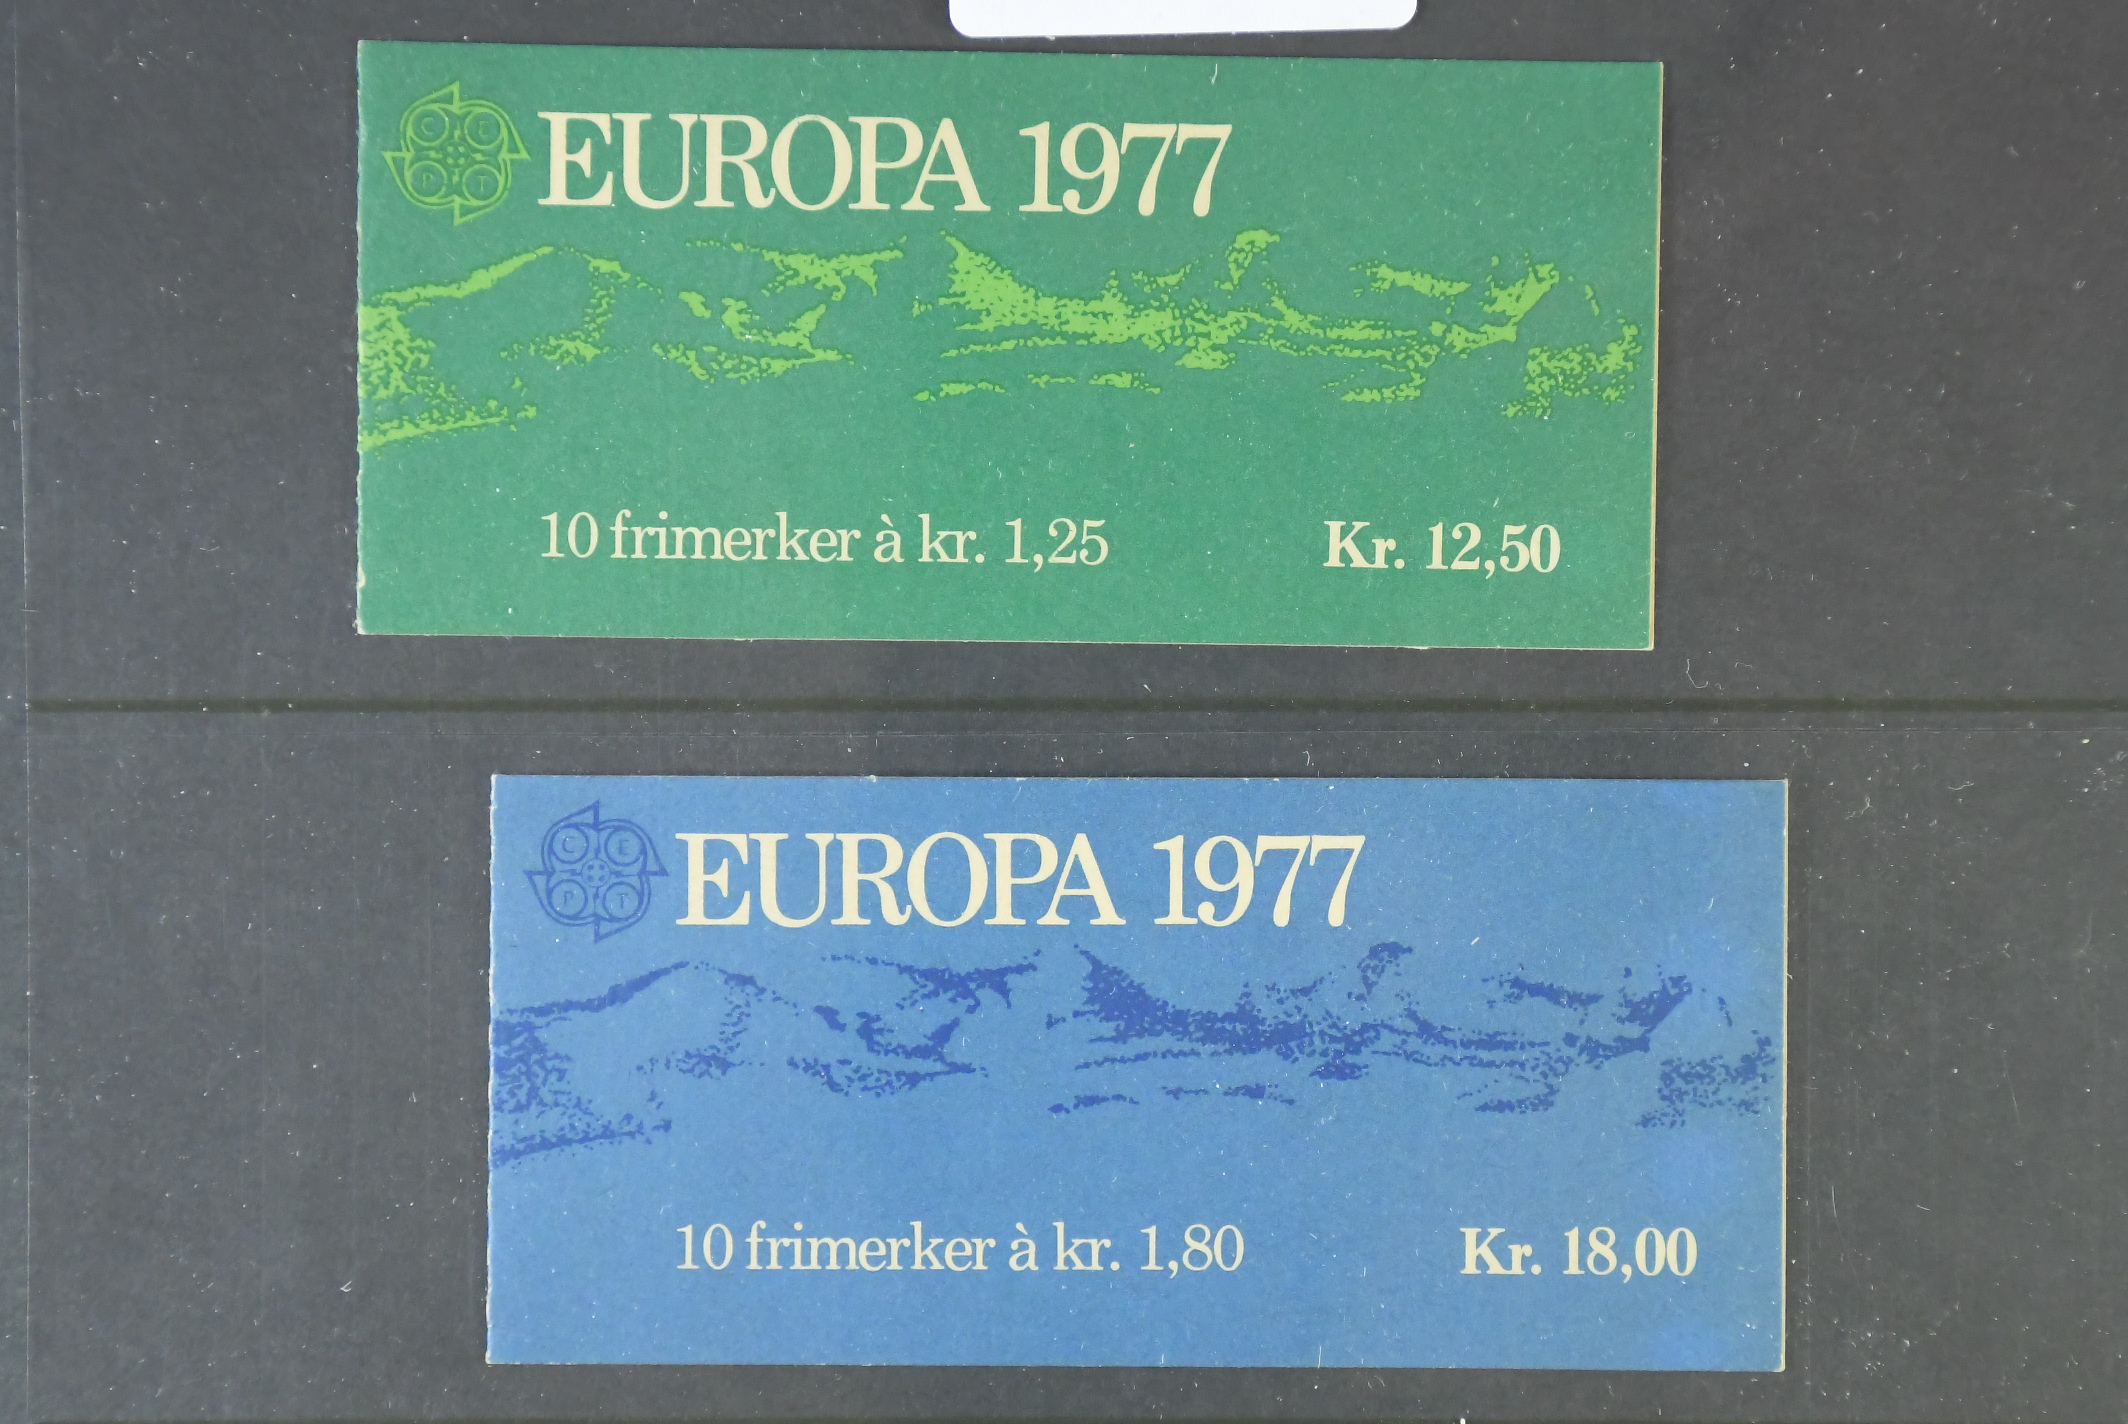 C E
P T
EUROPA 1977
10 frimerker à kr. 1,25 Kr. 12,50
C E
P T
EUROPA 1977
10 frimerker à kr. 1,80 Kr. 18,00